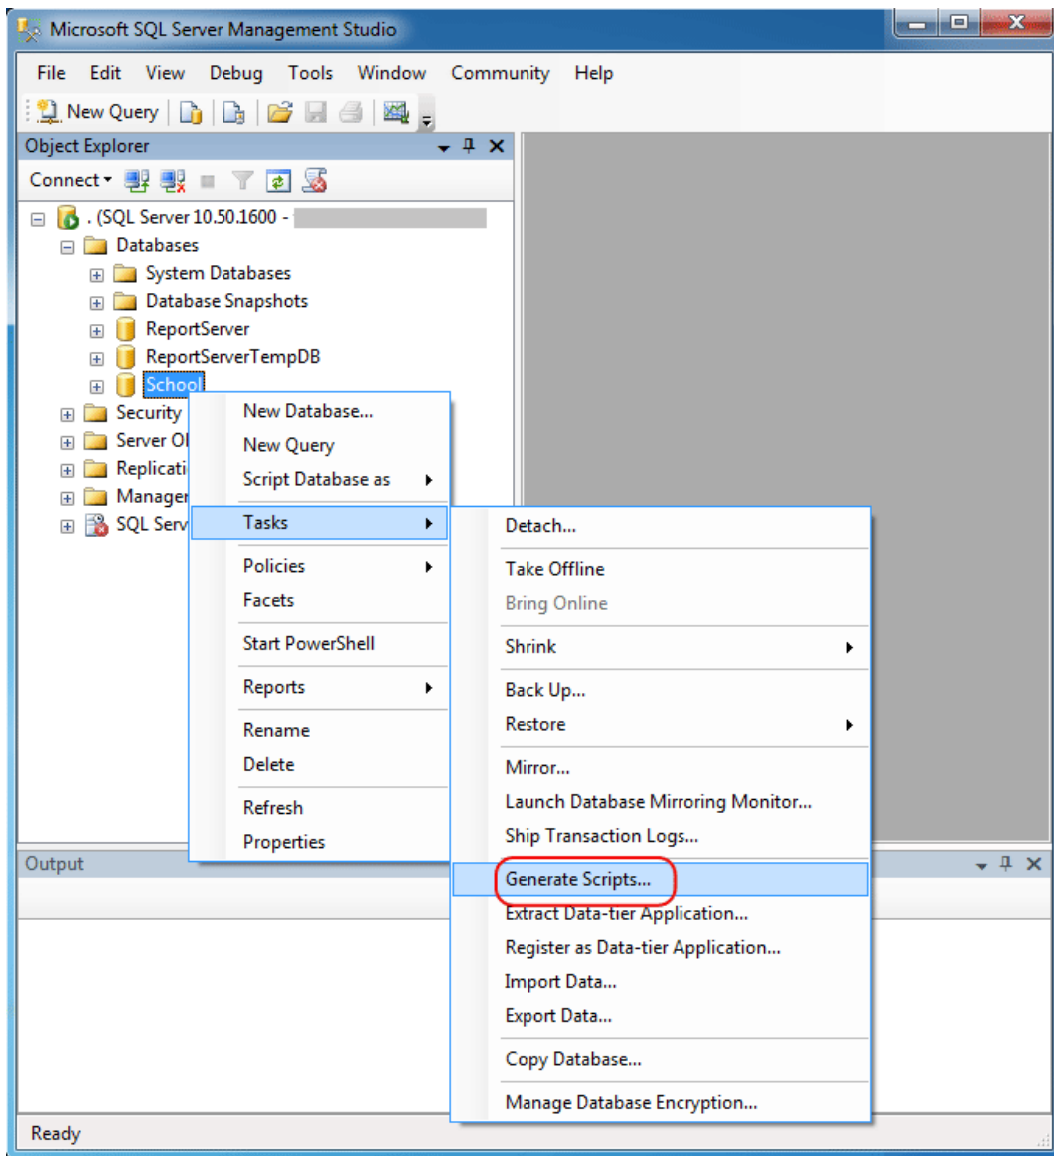 Microsoft SQL Server Management Studio
File Edit View Debug Tools Window Community Help
New Query
Object Explorer
Connect
. (SQL Server 10.50.1600 -
Databases
System Databases
Database Snapshots
ReportServer
ReportServerTempDB
School
Security
Server Ol
Replicati
Manager
SQL Serv
New Database...
New Query
Script Database as
Tasks
Policies
Facets
Start PowerShell
Reports
Rename
Delete
Refresh
Properties
Detach...
Take Offline
Bring Online
Shrink
Back Up...
Restore
Mirror...
Launch Database Mirroring Monitor...
Ship Transaction Logs...
Generate Scripts...
Extract Data-tier Application...
Register as Data-tier Application...
Import Data...
Export Data...
Copy Database...
Manage Database Encryption...
Output
Ready